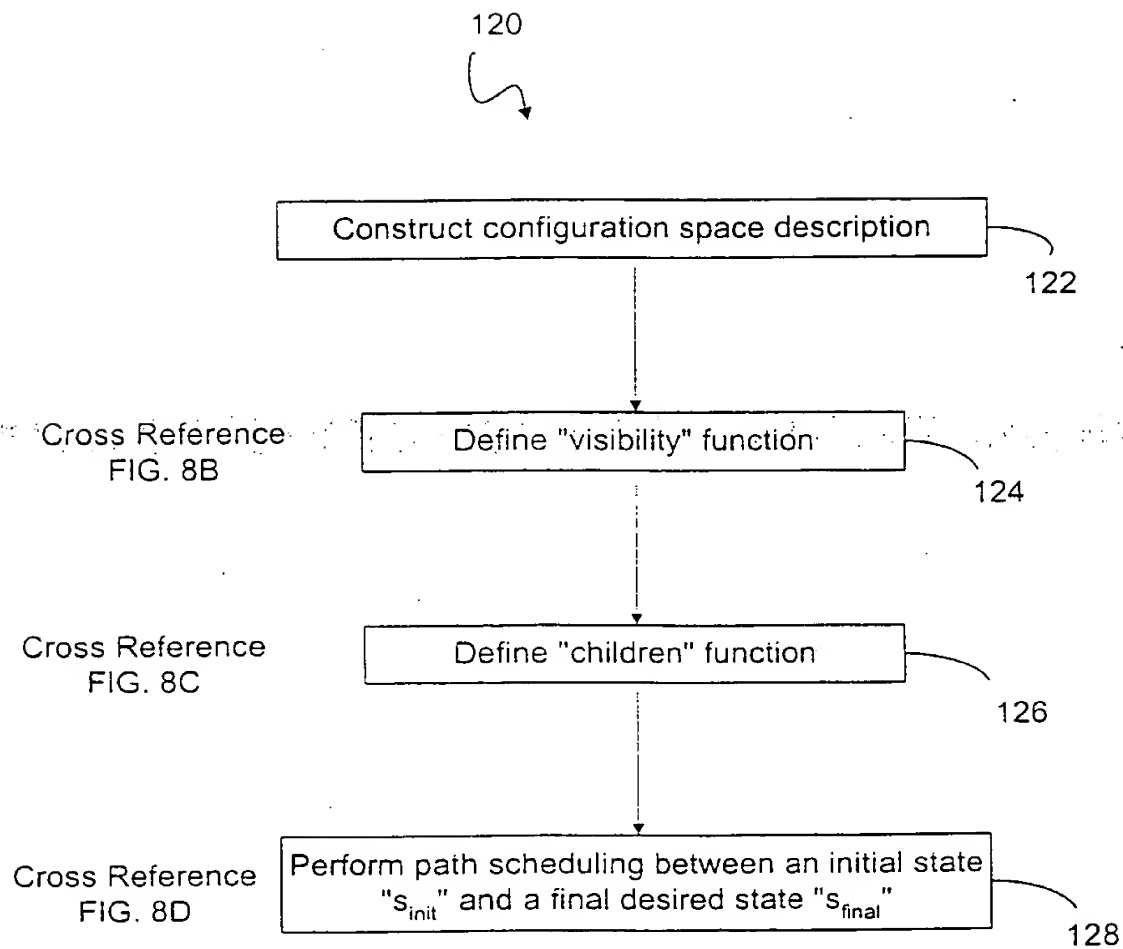 120
Construct configuration space description
122
Cross Reference
FIG. 8B
Define "visibility" function
124
Cross Reference
FIG. 8C
Define "children" function
126
Cross Reference
FIG. 8D
Perform path scheduling between an initial state
"s_init" and a final desired state "s_final"
128